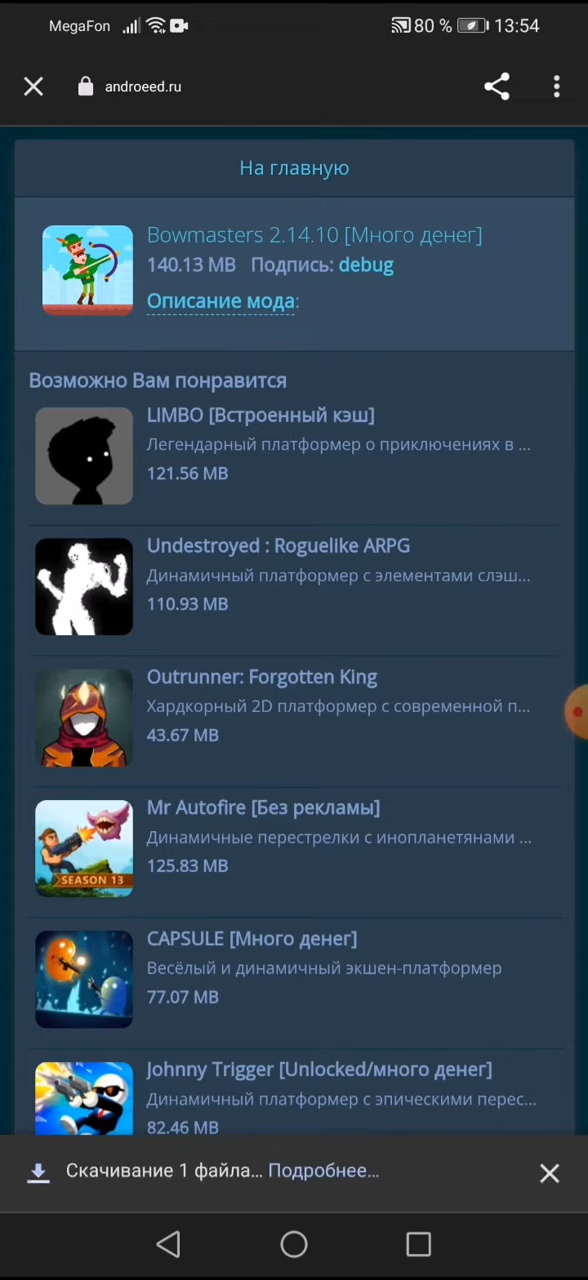 MegaFon
80 %
13:54
androeed.ru
На главную
Bowmasters 2.14.10 [Много денег]
140.13 MB Подпись: debug
Описание мода:
Возможно Вам понравится
LIMBO [Встроенный кэш]
Легендарный платформер о приключениях в ...
121.56 MB
Undestroyed : Roguelike ARPG
Динамичный платформер с элементами слэш...
110.93 MB
Outrunner: Forgotten King
Хардкорный 2D платформер с современной п...
43.67 MB
Mr Autofire [Без рекламы]
Динамичные перестрелки с инопланетянами ...
125.83 MB
SEASON 13
CAPSULE [Много денег]
Весёлый и динамичный экшен-платформер
77.07 MB
Johnny Trigger [Unlocked/много денег]
Динамичный платформер с эпическими перес...
82.46 MB
Скачивание 1 файла... Подробнее...